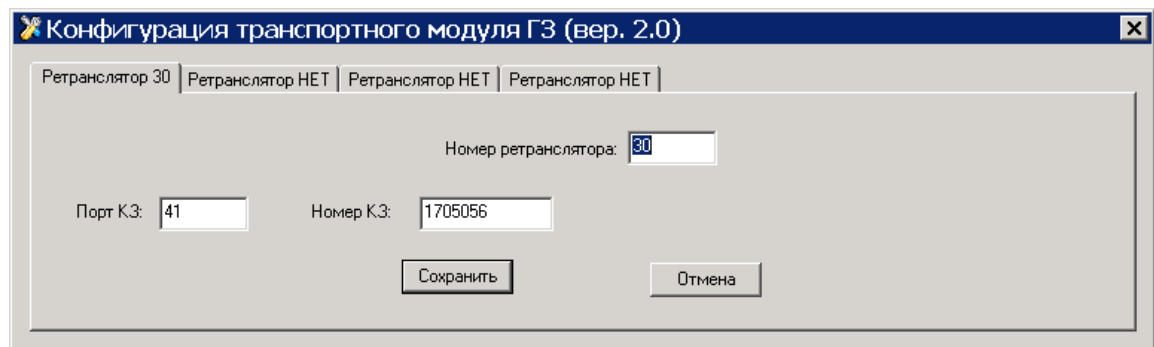 Конфигурация транспортного модуля ГЗ (вер. 2.0)
Ретранслятор 30 Ретранслятор НЕТ Ретранслятор НЕТ Ретранслятор НЕТ
Номер ретранслятора: 30
Порт КЗ: 41 Номер КЗ: 1705056
Сохранить Отмена